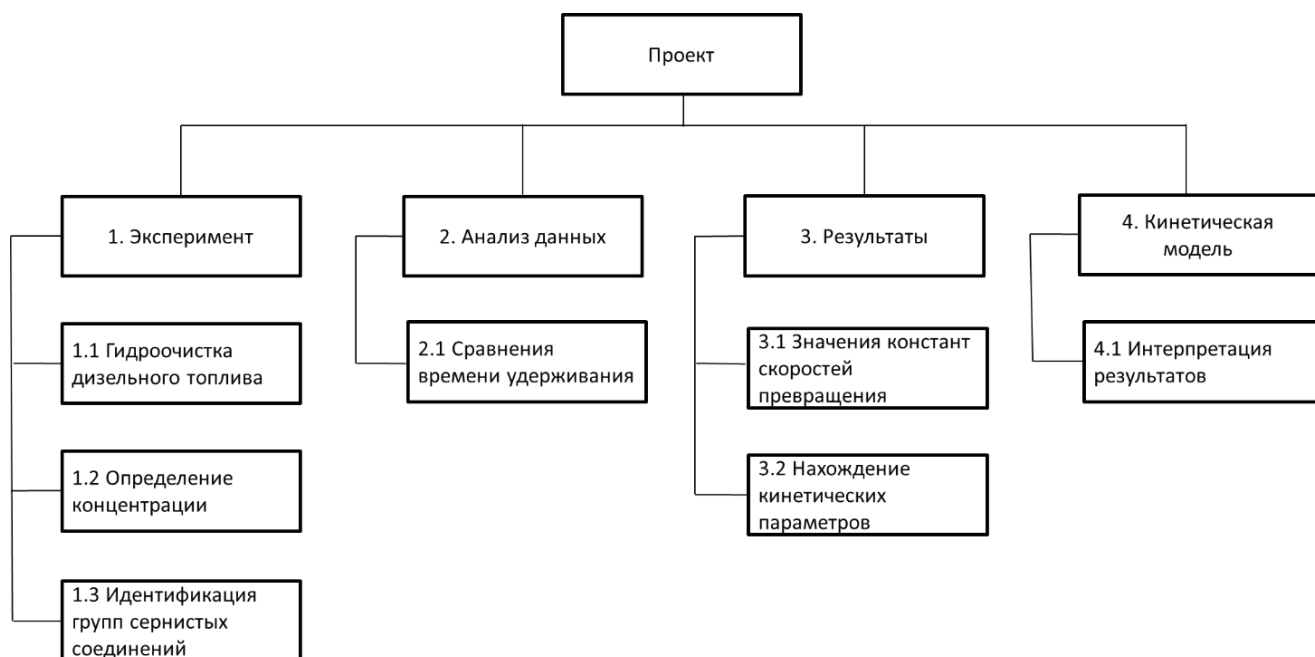 Проект
1. Эксперимент
1.1 Гидроочистка
дизельного топлива
1.2 Определение
концентрации
1.3 Идентификация
групп сернистых
соединений
2. Анализ данных
2.1 Сравнения
времени удерживания
3. Результаты
3.1 Значения констант
скоростей
превращения
3.2 Нахождение
кинетических
параметров
4. Кинетическая
модель
4.1 Интерпретация
результатов